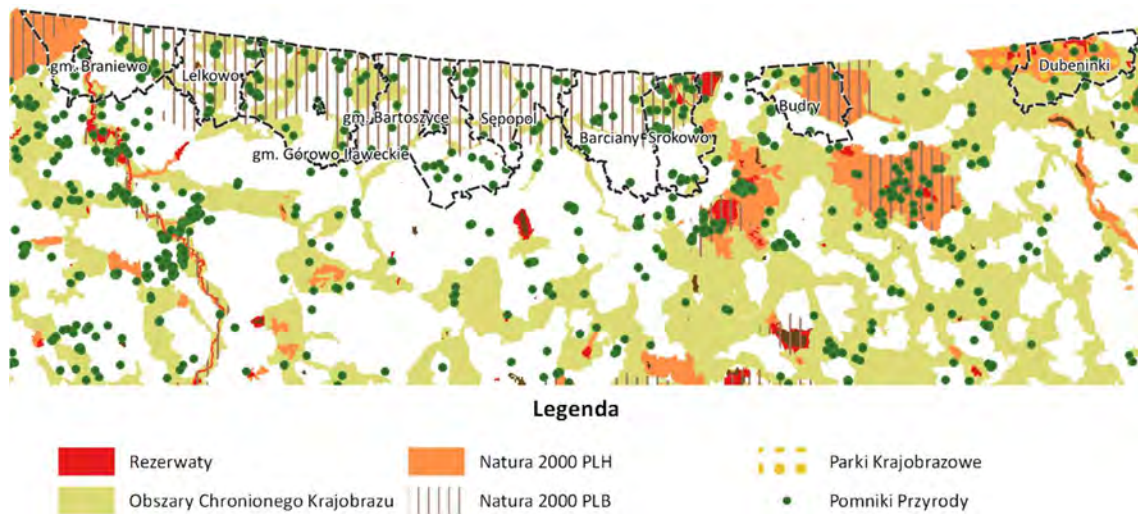 gm. Braniewo
Lelkowo
gm. Górowo Iławeckie
gm. Bartoszyce
Sępopol
Barciany
Srokowo
Budry
Dubeninki
Legenda
Rezerwaty
Natura 2000 PLH
Parki Krajobrazowe
Obszary Chronionego Krajobrazu
Natura 2000 PLB
Pomniki Przyrody